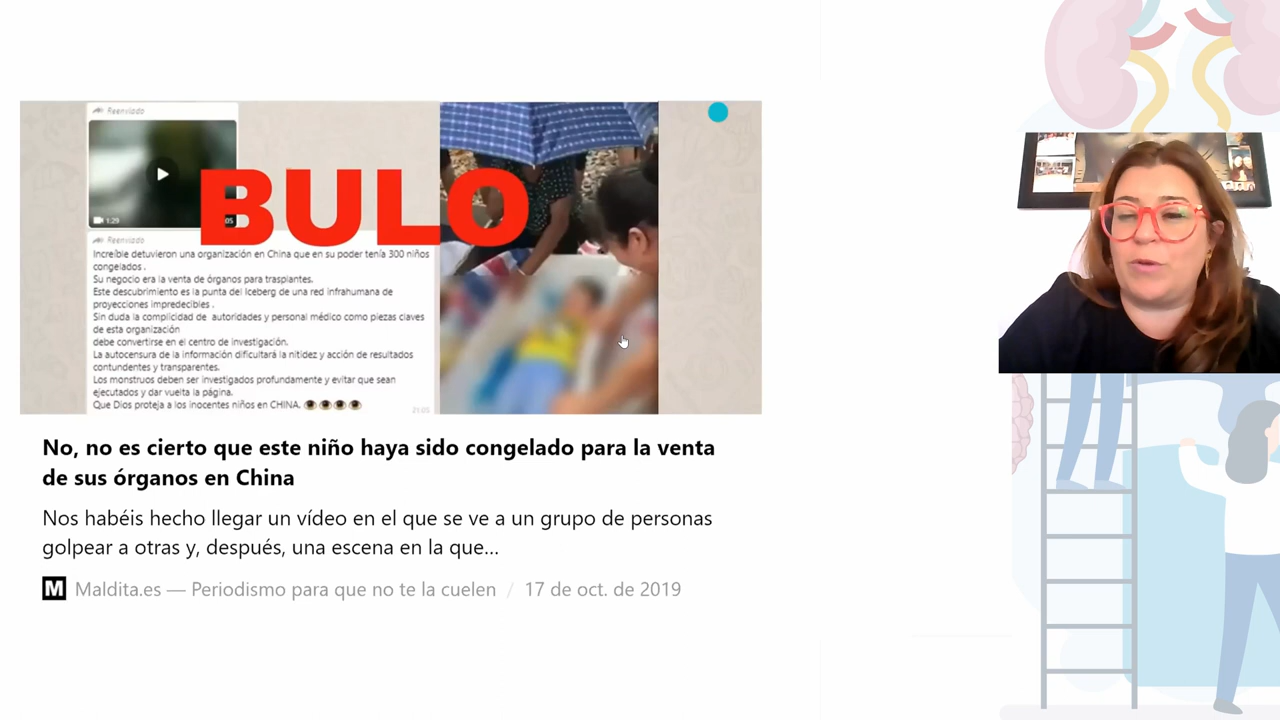 Reenviado
1:29
BULO
Reenviado
Increíble detuvieron una organización en China que en su poder tenía 300 niños
congelados .
Su negocio era la venta de órganos para trasplantes.
Este descubrimiento es la punta del Iceberg de una red infrahumana de
proyecciones impredecibles .
Sin duda la complicidad de autoridades y personal médico como piezas claves
de esta organización
debe convertirse en el centro de investigación.
La autocensura de la información dificultará la nitidez y acción de resultados
contundentes y transparentes.
Los monstruos deben ser investigados profundamente y evitar que sean
ejecutados y dar vuelta la página.
Que Dios proteja a los inocentes niños en CHINA. 👁👁👁👁
21:05
No, no es cierto que este niño haya sido congelado para la venta
de sus órganos en China
Nos habéis hecho llegar un vídeo en el que se ve a un grupo de personas
golpear a otras y, después, una escena en la que...
M Maldita.es — Periodismo para que no te la cuelen / 17 de oct. de 2019